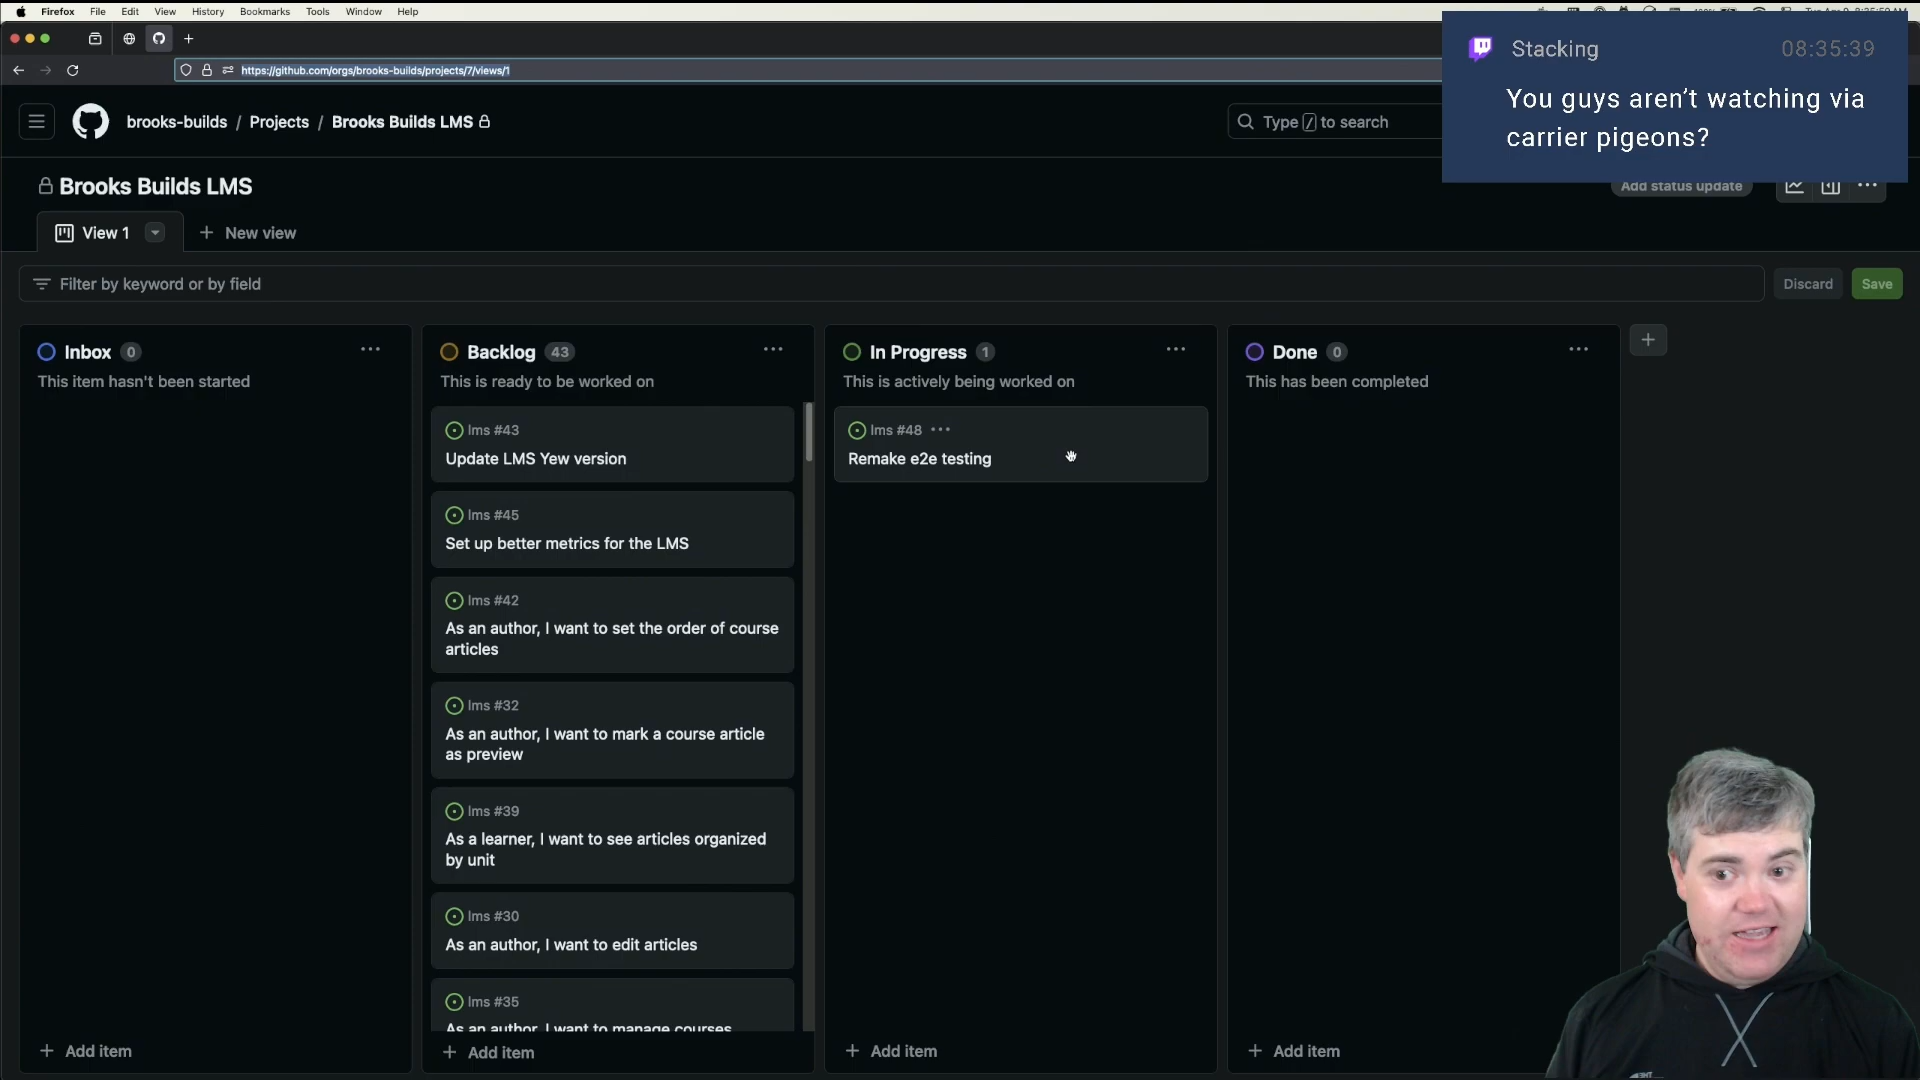 Firefox File Edit View History Bookmarks Tools Window Help
https://github.com/orgs/brooks-builds/projects/7/views/1
Stacking 08:35:39
You guys aren't watching via
carrier pigeons?
brooks-builds / Projects / Brooks Builds LMS
Type / to search
Brooks Builds LMS
Add status update
View 1
New view
Filter by keyword or by field
Discard
Save
Inbox 0
This item hasn't been started
Add item
Backlog 43
This is ready to be worked on
lms #43
Update LMS Yew version
lms #45
Set up better metrics for the LMS
lms #42
As an author, I want to set the order of course
articles
lms #32
As an author, I want to mark a course article
as preview
lms #39
As a learner, I want to see articles organized
by unit
lms #30
As an author, I want to edit articles
lms #35
As an author, I want to manage courses
Add item
In Progress 1
This is actively being worked on
lms #48
Remake e2e testing
Add item
Done 0
This has been completed
Add item